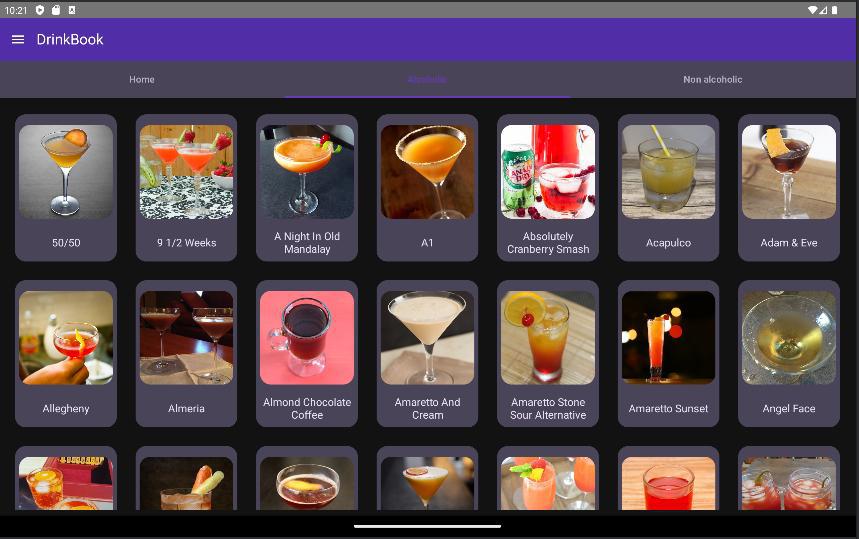 10:21
DrinkBook
Home
Alcoholic
Non alcoholic
50/50
9 1/2 Weeks
A Night In Old
Mandalay
A1
Absolutely
Cranberry Smash
Acapulco
Adam & Eve
Allegheny
Almeria
Almond Chocolate
Coffee
Amaretto And
Cream
Amaretto Stone
Sour Alternative
Amaretto Sunset
Angel Face